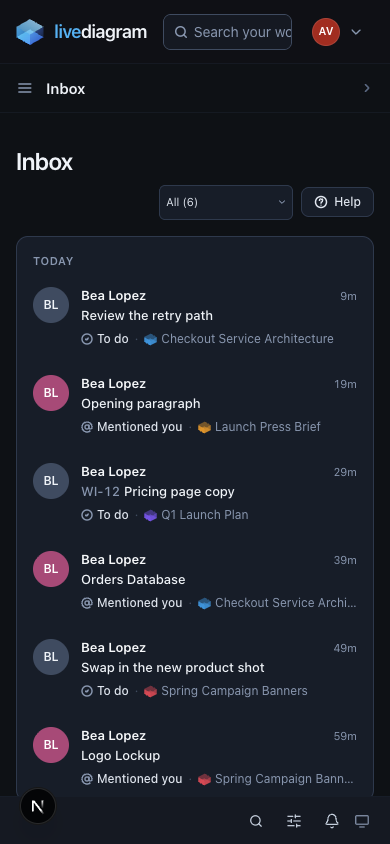 livediagram
Search your wo
AV
Inbox
Inbox
All (6)
Help
TODAY
BL
Bea Lopez
9m
Review the retry path
To do · Checkout Service Architecture
BL
Bea Lopez
19m
Opening paragraph
Mentioned you · Launch Press Brief
BL
Bea Lopez
29m
WI-12 Pricing page copy
To do · Q1 Launch Plan
BL
Bea Lopez
39m
Orders Database
Mentioned you · Checkout Service Archi...
BL
Bea Lopez
49m
Swap in the new product shot
To do · Spring Campaign Banners
BL
Bea Lopez
59m
Logo Lockup
Mentioned you · Spring Campaign Bann...
N